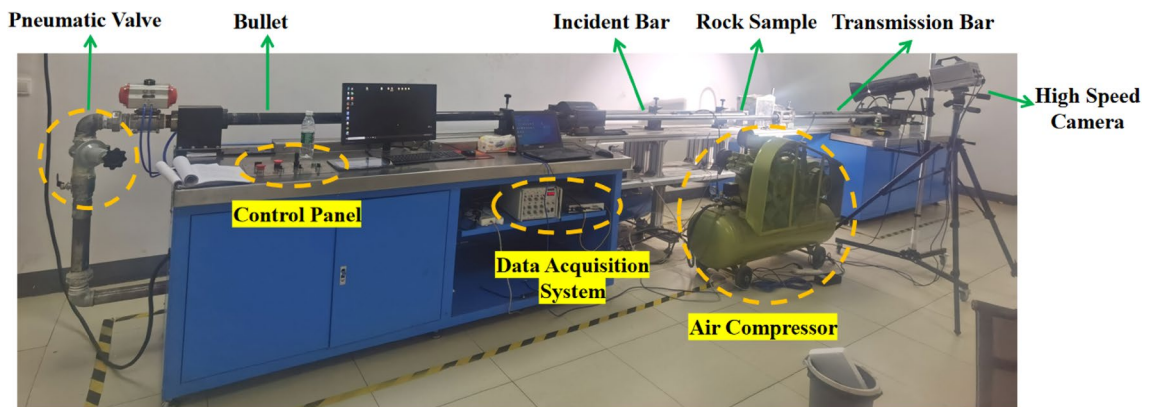 Pneumatic Valve
Bullet
Incident Bar
Rock Sample
Transmission Bar
High Speed
Camera
Control Panel
Data Acquisition
System
Air Compressor